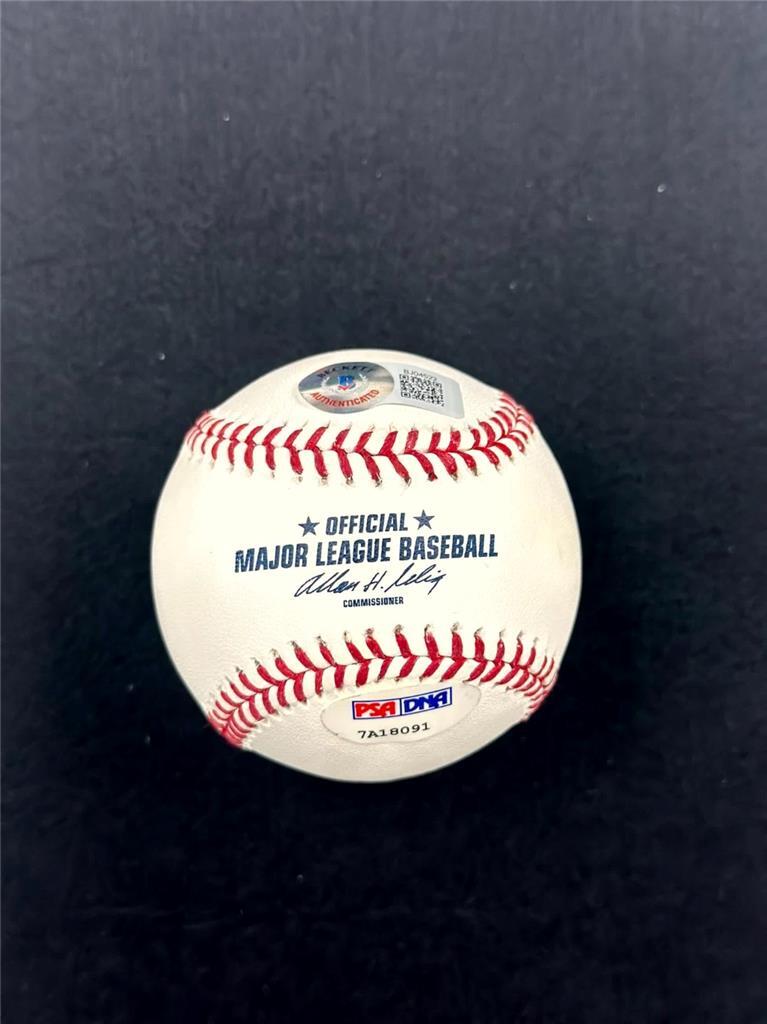 BECKETT
AUTHENTICATED
★ OFFICIAL ★
MAJOR LEAGUE BASEBALL
Allan H. Selig
COMMISSIONER
PSA DNA
7A18091